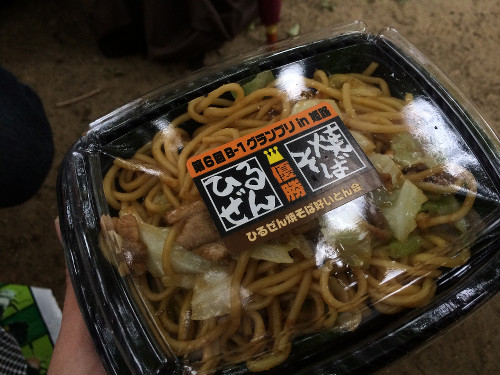 第6回B-1グランプリin姫路
ひるぜん
優勝
焼そば
ひるぜん焼そば好いとん会